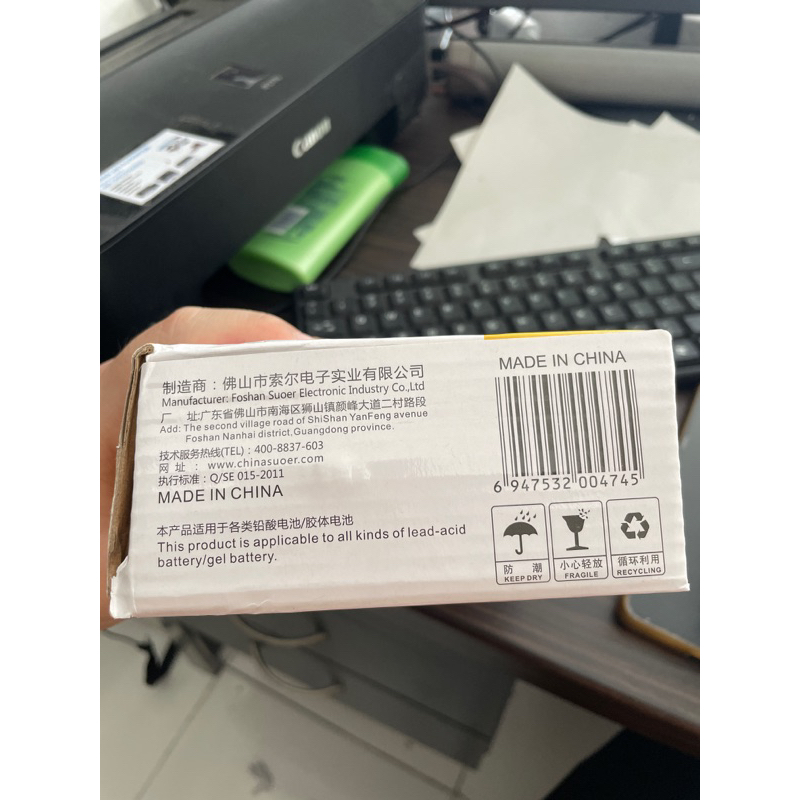 Canon
制造商：佛山市索尔电子实业有限公司
Manufacturer: Foshan Suoer Electronic Industry Co.,Ltd
厂 址:广东省佛山市南海区狮山镇颜峰大道二村路段
Add: The second village road of ShiShan YanFeng avenue
Foshan Nanhai district,Guangdong province.
技术服务热线(TEL)：400-8837-603
网 址 ： www.chinasuoer.com
执行标准：Q/SE 015-2011
MADE IN CHINA
本产品适用于各类铅酸电池/胶体电池
This product is applicable to all kinds of lead-acid
battery/gel battery.
MADE IN CHINA
6 947532 004745
防 潮
KEEP DRY
小心轻放
FRAGILE
循环利用
RECYCLING